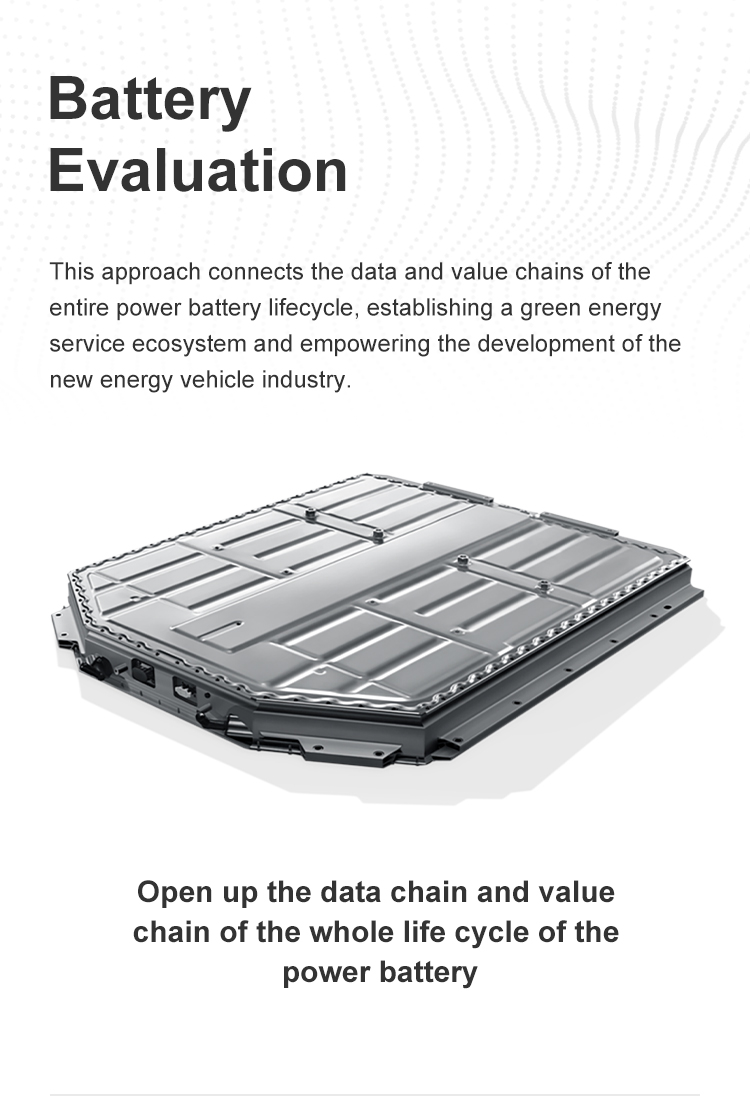 Battery
Evaluation
This approach connects the data and value chains of the
entire power battery lifecycle, establishing a green energy
service ecosystem and empowering the development of the
new energy vehicle industry.
Open up the data chain and value
chain of the whole life cycle of the
power battery